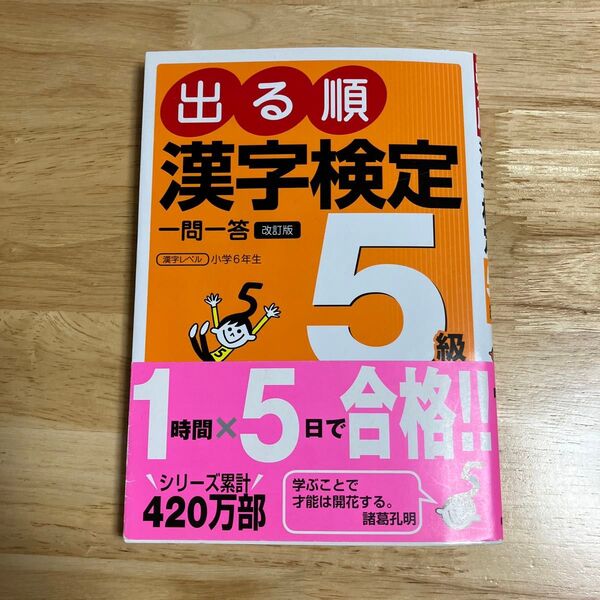 出る順
漢字検定
一問一答 改訂版
漢字レベル 小学6年生
5級
5
5
1時間×5日で合格!!
シリーズ累計
420万部
学ぶことで
才能は開花する。
諸葛孔明
5